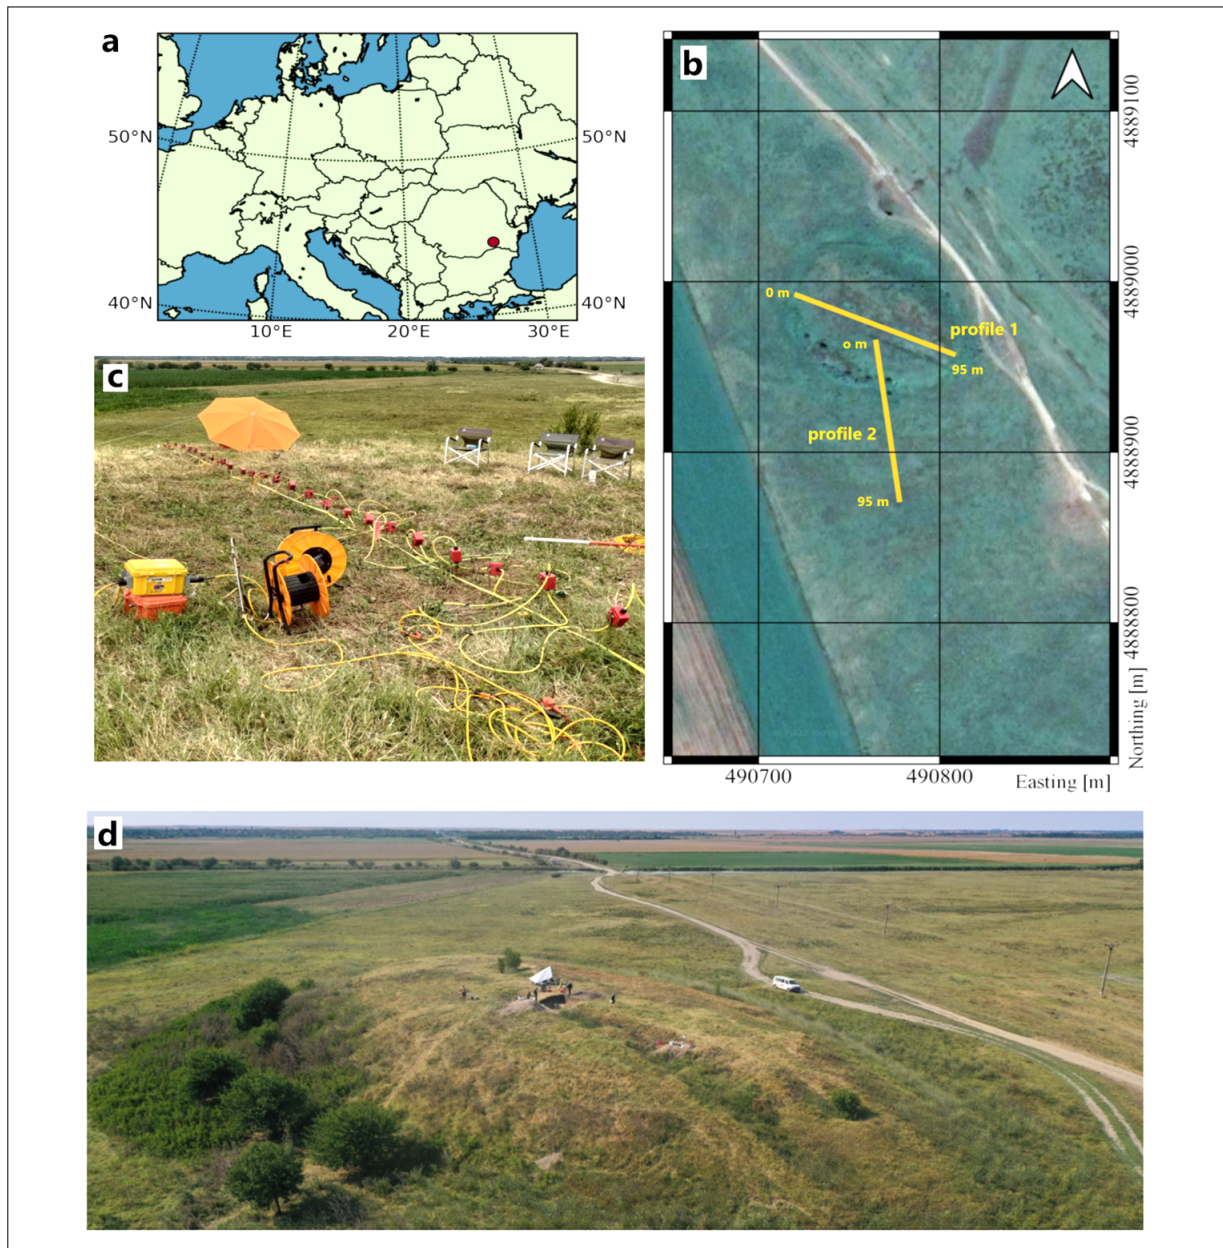 a
50°N
50°N
40°N
40°N
10°E
20°E
30°E
b
4889100
4889000
4888900
4888800
Northing [m]
0 m
profile 1
o m
95 m
profile 2
95 m
490700
490800
Easting [m]
c
d